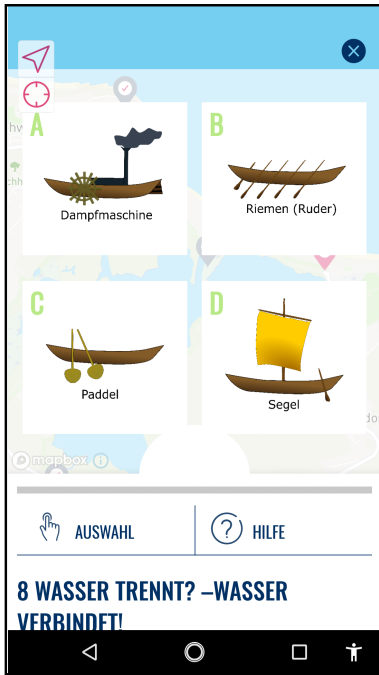 A
B
Dampfmaschine
Riemen (Ruder)
C
D
Paddel
Segel
mapbox
AUSWAHL
HILFE
8 WASSER TRENNT? –WASSER
VERBINDET!